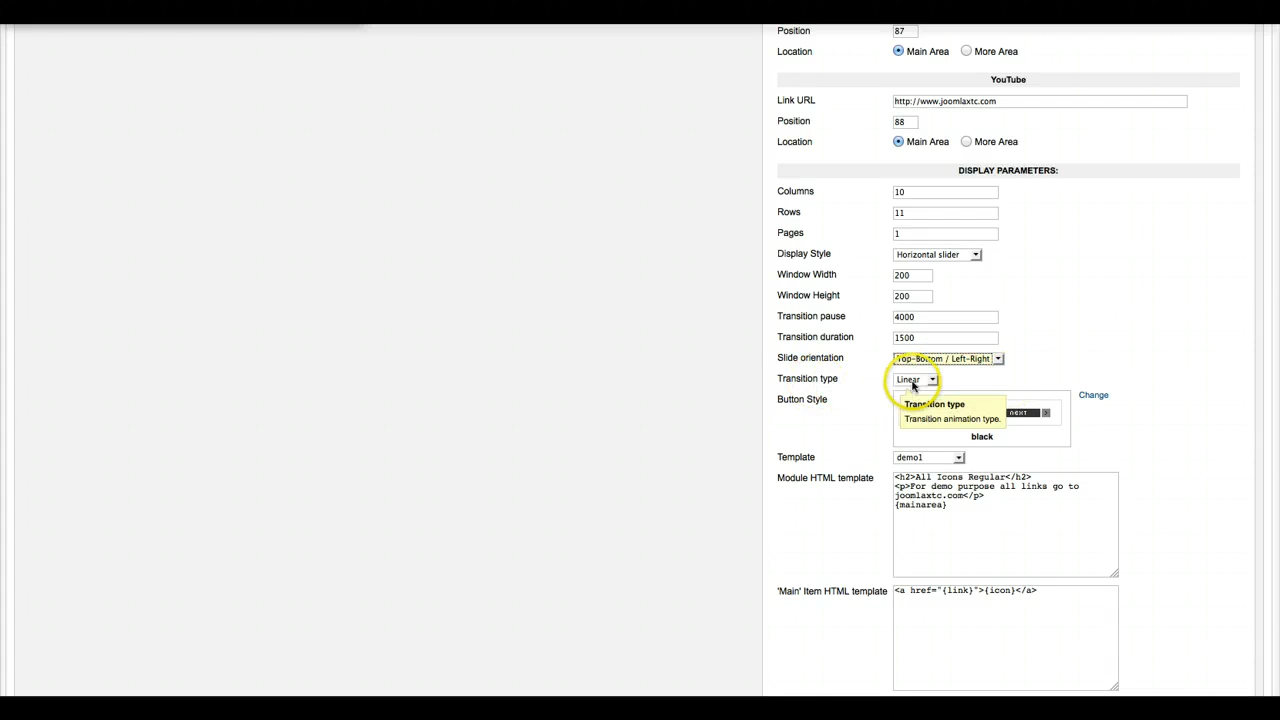 Position 87
Location Main Area More Area
YouTube
Link URL http://www.joomlaxtc.com
Position 88
Location Main Area More Area
DISPLAY PARAMETERS:
Columns 10
Rows 11
Pages 1
Display Style Horizontal slider
Window Width 200
Window Height 200
Transition pause 4000
Transition duration 1500
Slide orientation Top-Bottom / Left-Right
Transition type Linear
Button Style Change
Transition type
Transition animation type.
NEXT
black
Template demo1
Module HTML template
<h2>All Icons Regular</h2>
<p>For demo purpose all links go to
joomlaxtc.com</p>
{mainarea}
'Main' Item HTML template
<a href="{link}">{icon}</a>